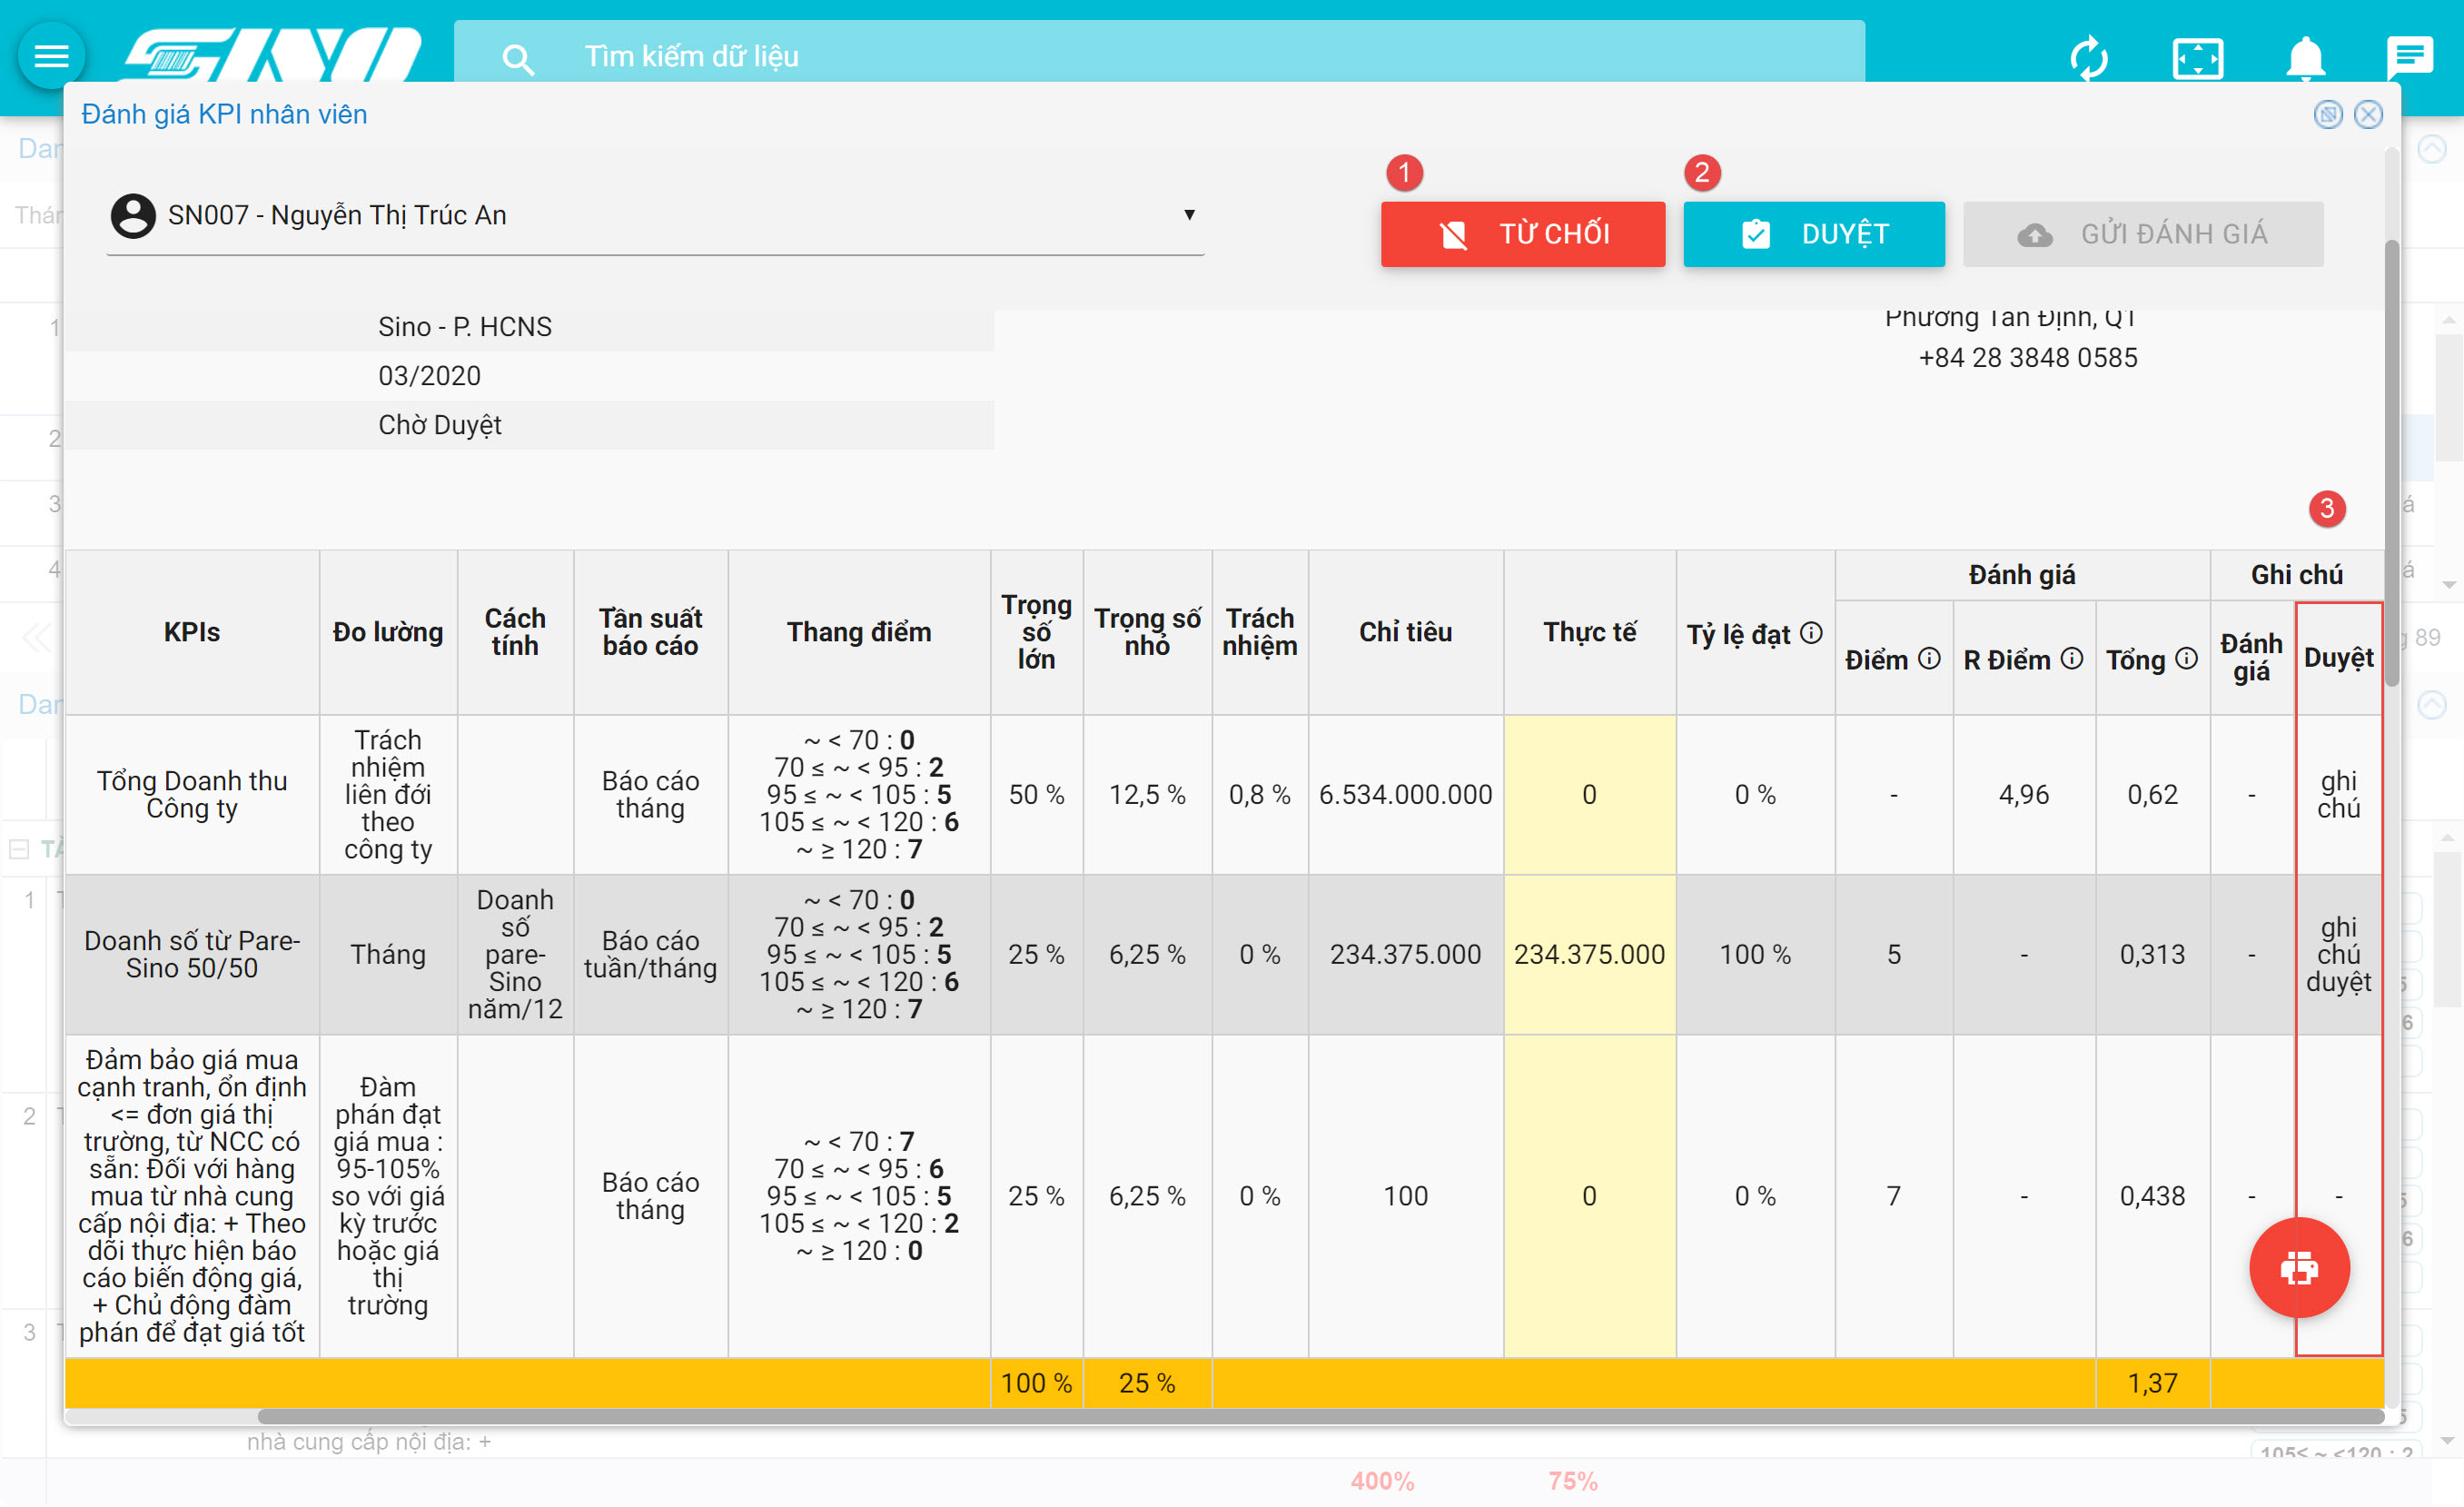 SINO
Tìm kiếm dữ liệu
Đánh giá KPI nhân viên
1
2
SN007 - Nguyễn Thị Trúc An
TỪ CHỐI
DUYỆT
GỬI ĐÁNH GIÁ
Sino - P. HCNS
Phường Tân Định, Q1
03/2020
+84 28 3848 0585
Chờ Duyệt
3
KPIs
Đo lường
Cách
tính
Tần suất
báo cáo
Thang điểm
Trọng
số
lớn
Trọng số
nhỏ
Trách
nhiệm
Chỉ tiêu
Thực tế
Tỷ lệ đạt
Đánh giá
Điểm
R Điểm
Tổng
Ghi chú
Đánh
giá
Duyệt
Tổng Doanh thu
Công ty
Trách
nhiệm
liên đới
theo
công ty
Báo cáo
tháng
~ < 70 : 0
70 ≤ ~ < 95 : 2
95 ≤ ~ < 105 : 5
105 ≤ ~ < 120 : 6
~ ≥ 120 : 7
50 %
12,5 %
0,8 %
6.534.000.000
0
0 %
-
4,96
0,62
-
ghi
chú
Doanh số từ Pare-
Sino 50/50
Tháng
Doanh
số
pare-
Sino
năm/12
Báo cáo
tuần/tháng
~ < 70 : 0
70 ≤ ~ < 95 : 2
95 ≤ ~ < 105 : 5
105 ≤ ~ < 120 : 6
~ ≥ 120 : 7
25 %
6,25 %
0 %
234.375.000
234.375.000
100 %
5
-
0,313
-
ghi
chú
duyệt
Đảm bảo giá mua
cạnh tranh, ổn định
<= đơn giá thị
trường, từ NCC có
sẵn: Đối với hàng
mua từ nhà cung
cấp nội địa: + Theo
dõi thực hiện báo
cáo biến động giá,
+ Chủ động đàm
phán để đạt giá tốt
Đàm
phán đạt
giá mua :
95-105%
so với giá
kỳ trước
hoặc giá
thị
trường
Báo cáo
tháng
~ < 70 : 7
70 ≤ ~ < 95 : 6
95 ≤ ~ < 105 : 5
105 ≤ ~ < 120 : 2
~ ≥ 120 : 0
25 %
6,25 %
0 %
100
0
0 %
7
-
0,438
-
-
100 %
25 %
1,37
1
2
3
4
89
1
2
3
nhà cung cấp nội địa: +
105≤ ~ <120 : 2
400%
75%